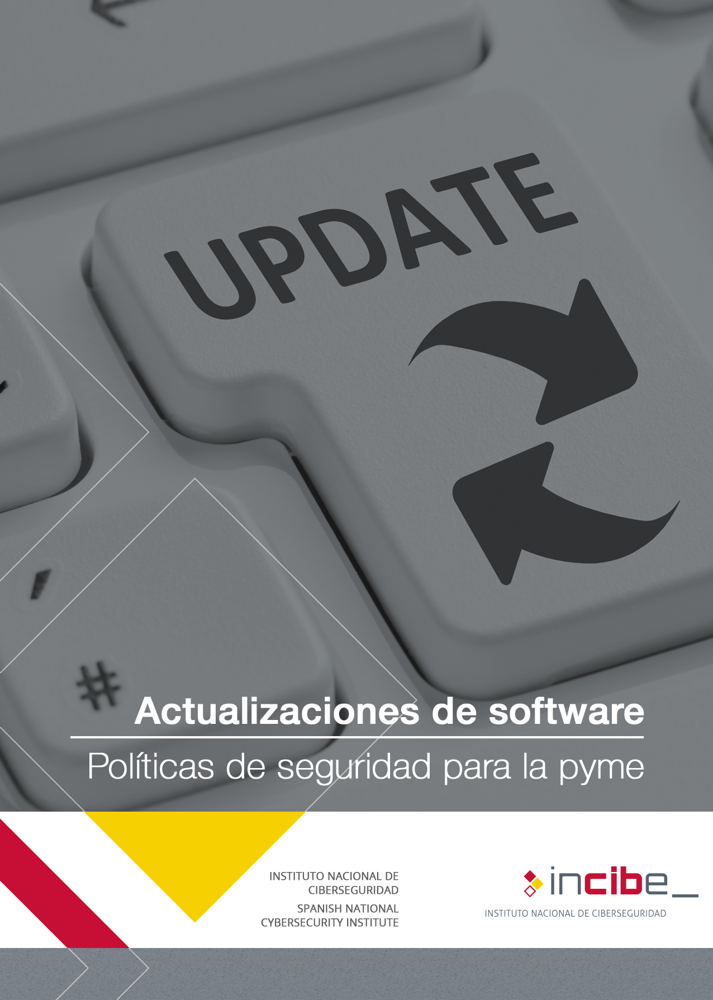 UPDATE
'
#
Actualizaciones de software
Políticas de seguridad para la pyme
INSTITUTO NACIONAL DE
CIBERSEGURIDAD
SPANISH NATIONAL
CYBERSECURITY INSTITUTE
incibe_
INSTITUTO NACIONAL DE CIBERSEGURIDAD